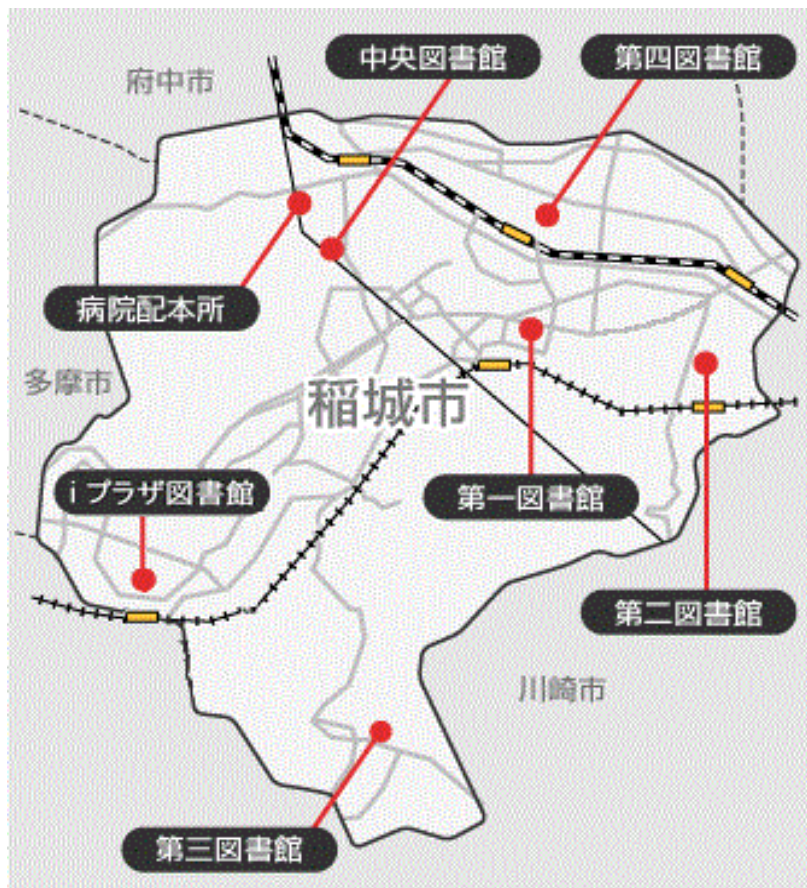 中央図書館
第四図書館
府中市
病院配本所
多摩市
稲城市
iプラザ図書館
第一図書館
第二図書館
川崎市
第三図書館